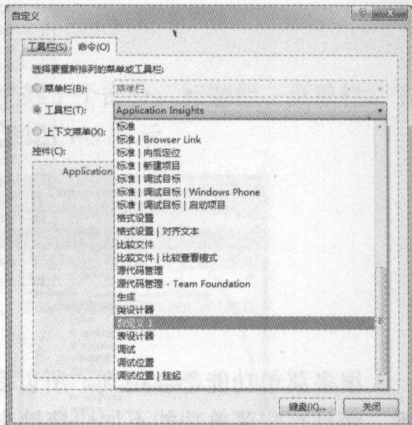 自定义
工具栏(S) 命令(O)
选择要重新排列的菜单或工具栏:
菜单栏(B): 菜单栏
工具栏(T): Application Insights
上下文菜单(X):
控件(C):
Application
标准
标准 | Browser Link
标准 | 向后定位
标准 | 新建项目
标准 | 调试目标
标准 | 调试目标 | Windows Phone
标准 | 调试目标 | 启动项目
格式设置
格式设置 | 对齐文本
比较文件
比较文件 | 比较查看模式
源代码管理
源代码管理 - Team Foundation
生成
类设计器
自定义 1
表设计器
调试
调试位置
调试位置 | 挂起
键盘(K)... 关闭